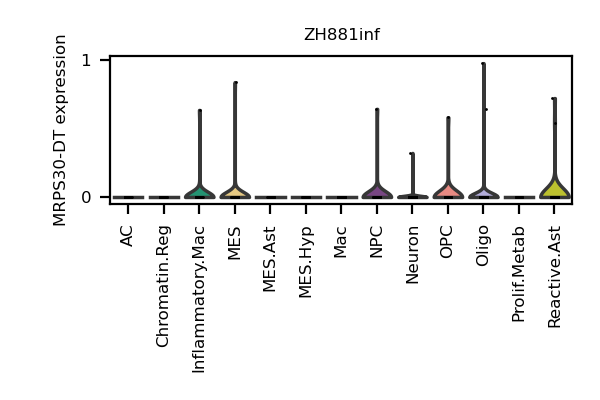 ZH881inf
MRPS30-DT expression
1
0
AC
Chromatin.Reg
Inflammatory.Mac
MES
MES.Ast
MES.Hyp
Mac
NPC
Neuron
OPC
Oligo
Prolif.Metab
Reactive.Ast